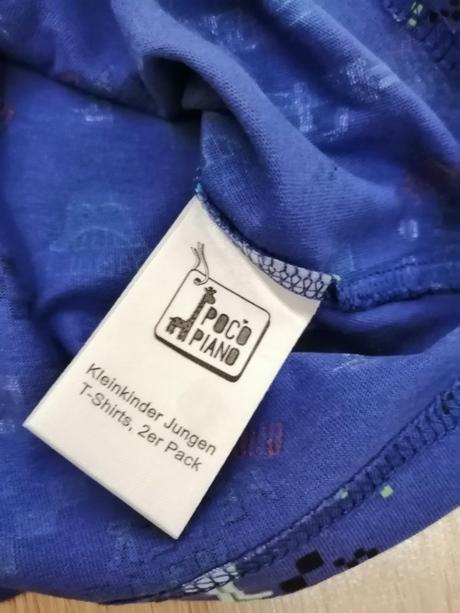 POCO
PIANO
Kleinkinder Jungen
T-Shirts, 2er Pack